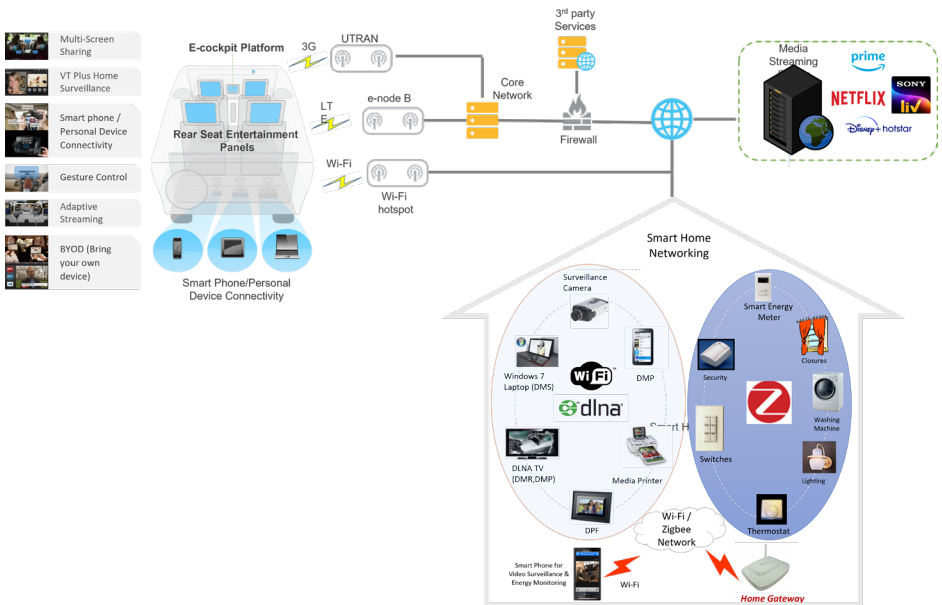 Multi-Screen
Sharing
VT Plus Home
Surveillance
Smart phone /
Personal Device
Connectivity
Gesture Control
Adaptive
Streaming
BYOD (Bring
your own
device)
E-cockpit Platform
Rear Seat Entertainment
Panels
Smart Phone/Personal
Device Connectivity
3G
UTRAN
LT
E
e-node B
Wi-Fi
Wi-Fi
hotspot
Core
Network
3rd party
Services
Firewall
Media
Streaming
prime
NETFLIX
SONY
liv
Disney+ hotstar
Smart Home
Networking
Surveillance
Camera
Windows 7
Laptop (DMS)
DMP
Wi Fi
dlna
DLNA TV
(DMR,DMP)
Media Printer
DPF
Smart H
Smart Energy
Meter
Closures
Security
Washing
Machine
Switches
Lighting
Thermostat
Wi-Fi /
Zigbee
Network
Smart Phone for
Video Surveillance &
Energy Monitoring
Wi-Fi
Home Gateway